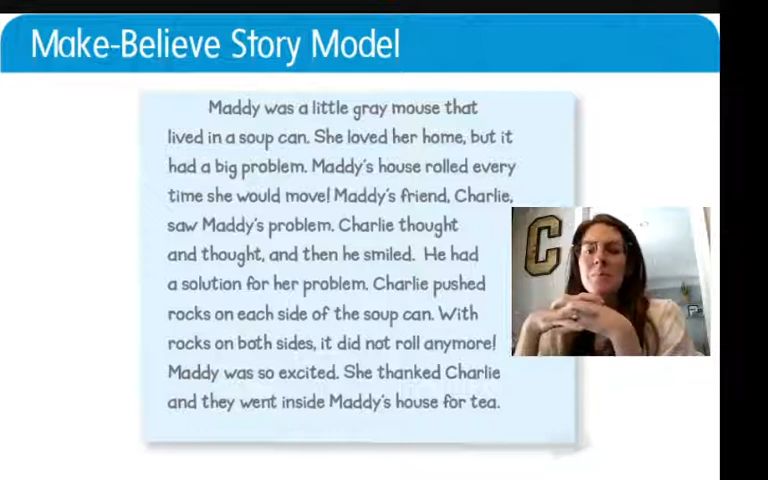 Make-Believe Story Model
Maddy was a little gray mouse that
lived in a soup can. She loved her home, but it
had a big problem. Maddy's house rolled every
time she would move! Maddy's friend, Charlie,
saw Maddy's problem. Charlie thought
and thought, and then he smiled. He had
a solution for her problem. Charlie pushed
rocks on each side of the soup can. With
rocks on both sides, it did not roll anymore!
Maddy was so excited. She thanked Charlie
and they went inside Maddy's house for tea.
C